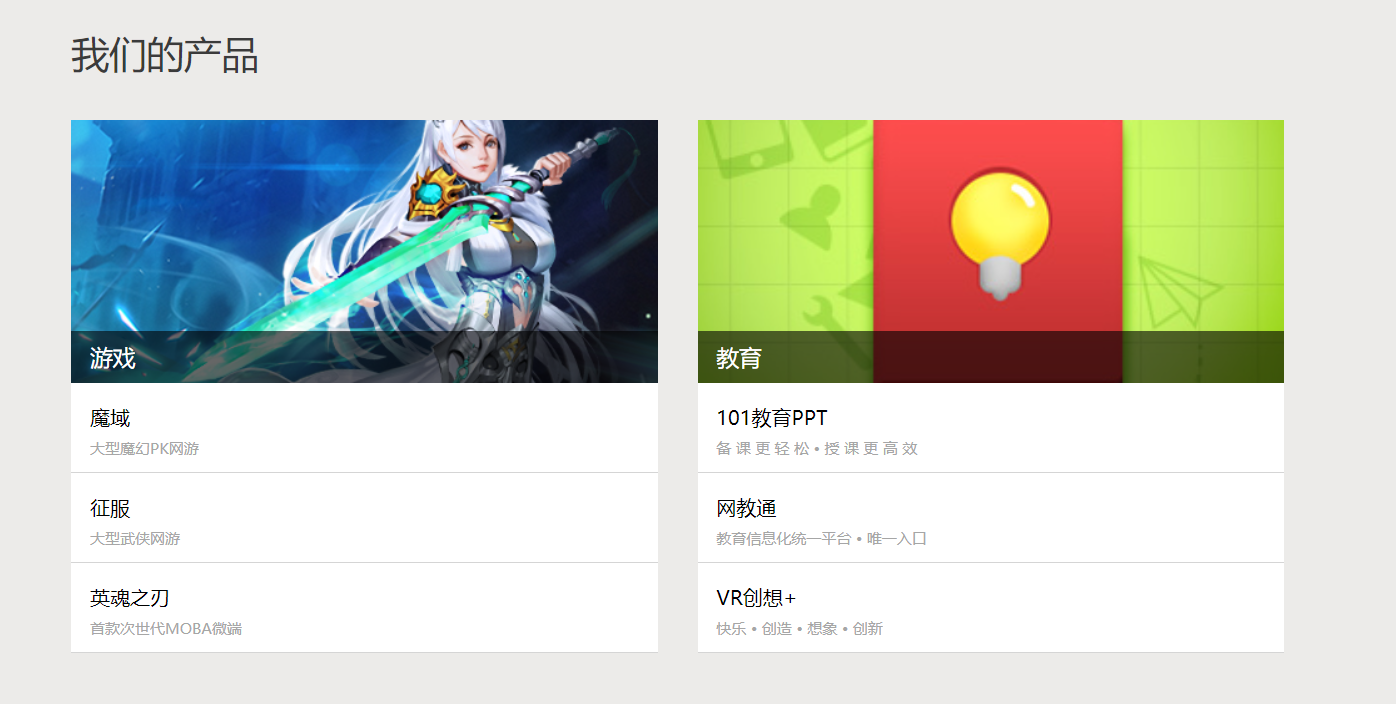 我们的产品
游戏
魔域
大型魔幻PK网游
征服
大型武侠网游
英魂之刃
首款次世代MOBA微端
教育
101教育PPT
备 课 更 轻 松 • 授 课 更 高 效
网教通
教育信息化统一平台 • 唯一入口
VR创想+
快乐 • 创造 • 想象 • 创新